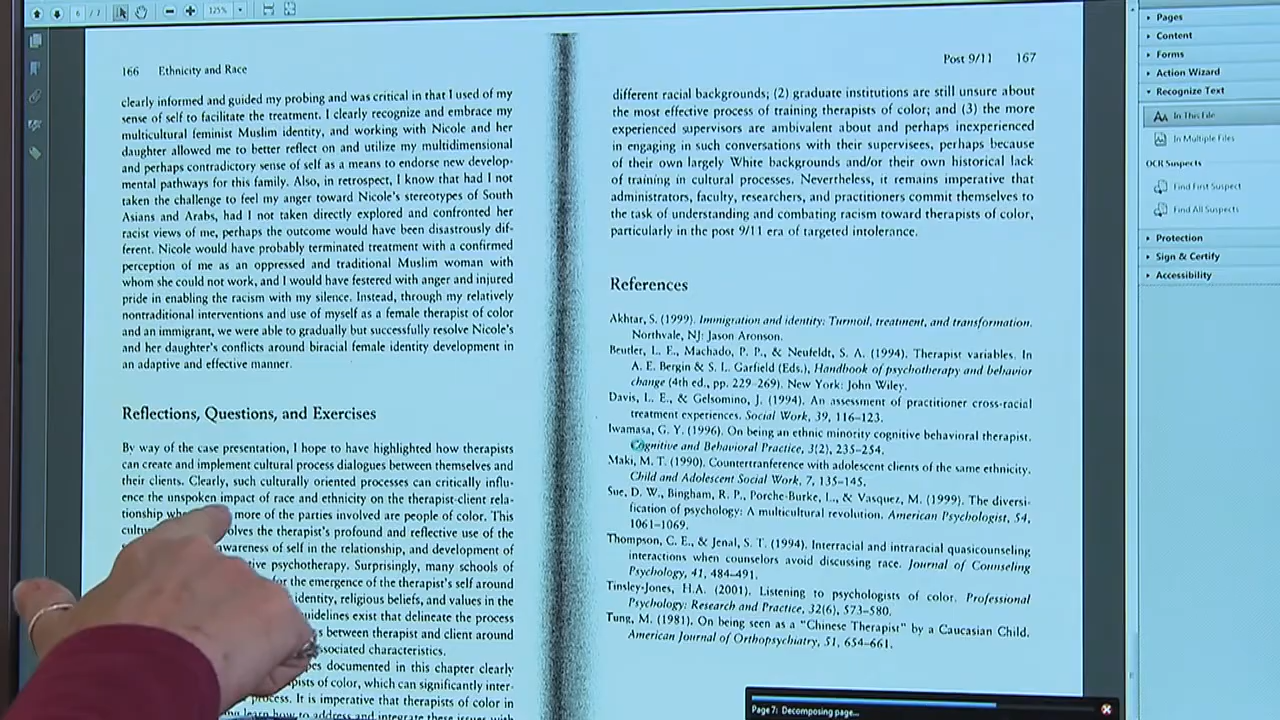 6 / 7
125%
166 Ethnicity and Race
clearly informed and guided my probing and was critical in that I used of my
sense of self to facilitate the treatment. I clearly recognize and embrace my
multicultural feminist Muslim identity, and working with Nicole and her
daughter allowed me to better reflect on and utilize my multidimensional
and perhaps contradictory sense of self as a means to endorse new develop-
mental pathways for this family. Also, in retrospect, I know that had I not
taken the challenge to feel my anger toward Nicole's stereotypes of South
Asians and Arabs, had I not taken directly explored and confronted her
racist views of me, perhaps the outcome would have been disastrously dif-
ferent. Nicole would have probably terminated treatment with a confirmed
perception of me as an oppressed and traditional Muslim woman with
whom she could not work, and I would have festered with anger and injured
pride in enabling the racism with my silence. Instead, through my relatively
nontraditional interventions and use of myself as a female therapist of color
and an immigrant, we were able to gradually but successfully resolve Nicole's
and her daughter's conflicts around biracial female identity development in
an adaptive and effective manner.
Reflections, Questions, and Exercises
By way of the case presentation, I hope to have highlighted how therapists
can create and implement cultural process dialogues between themselves and
their clients. Clearly, such culturally oriented processes can critically influ-
ence the unspoken impact of race and ethnicity on the therapist-client rela-
tionship more of the parties involved are people of color. This
the therapist's profound and reflective use of the
awareness of self in the relationship, and development of
psychotherapy. Surprisingly, many schools of
for the emergence of the therapist's self around
identity, religious beliefs, and values in the
guidelines exist that delineate the process
between therapist and client around
characteristics.
documented in this chapter clearly
of color, which can significantly inter-
process. It is imperative that therapists of color in
learn how to address and integrate these issues with
Post 9/11 167
different racial backgrounds; (2) graduate institutions are still unsure about
the most effective process of training therapists of color; and (3) the more
experienced supervisors are ambivalent about and perhaps inexperienced
in engaging in such conversations with their supervisees, perhaps because
of their own largely White backgrounds and/or their own historical lack
of training in cultural processes. Nevertheless, it remains imperative that
administrators, faculty, researchers, and practitioners commit themselves to
the task of understanding and combating racism toward therapists of color,
particularly in the post 9/11 era of targeted intolerance.
References
Akhtar, S. (1999). Immigration and identity: Turmoil, treatment, and transformation.
Northvale, NJ: Jason Aronson.
Beutler, L. E., Machado, P. P., & Neufeldt, S. A. (1994). Therapist variables. In
A. E. Bergin & S. L. Garfield (Eds.), Handbook of psychotherapy and behavior
change (4th ed., pp. 229–269). New York: John Wiley.
Davis, L. E., & Gelsomino, J. (1994). An assessment of practitioner cross-racial
treatment experiences. Social Work, 39, 116–123.
Iwamasa, G. Y. (1996). On being an ethnic minority cognitive behavioral therapist.
Cognitive and Behavioral Practice, 3(2), 235–254.
Maki, M. T. (1990). Countertranference with adolescent clients of the same ethnicity.
Child and Adolescent Social Work, 7, 135–145.
Sue, D. W., Bingham, R. P., Porche-Burke, L., & Vasquez, M. (1999). The diversi-
fication of psychology: A multicultural revolution. American Psychologist, 54,
1061–1069.
Thompson, C. E., & Jenal, S. T. (1994). Interracial and intraracial quasicounseling
interactions when counselors avoid discussing race. Journal of Counseling
Psychology, 41, 484–491.
Tinsley-Jones, H.A. (2001). Listening to psychologists of color. Professional
Psychology: Research and Practice, 32(6), 573–580.
Tung, M. (1981). On being seen as a "Chinese Therapist" by a Caucasian Child.
American Journal of Orthopsychiatry, 51, 654–661.
Page 7: Decomposing page...
Pages
Content
Forms
Action Wizard
Recognize Text
In This File
In Multiple Files
OCR Suspects
Find First Suspect
Find All Suspects
Protection
Sign & Certify
Accessibility